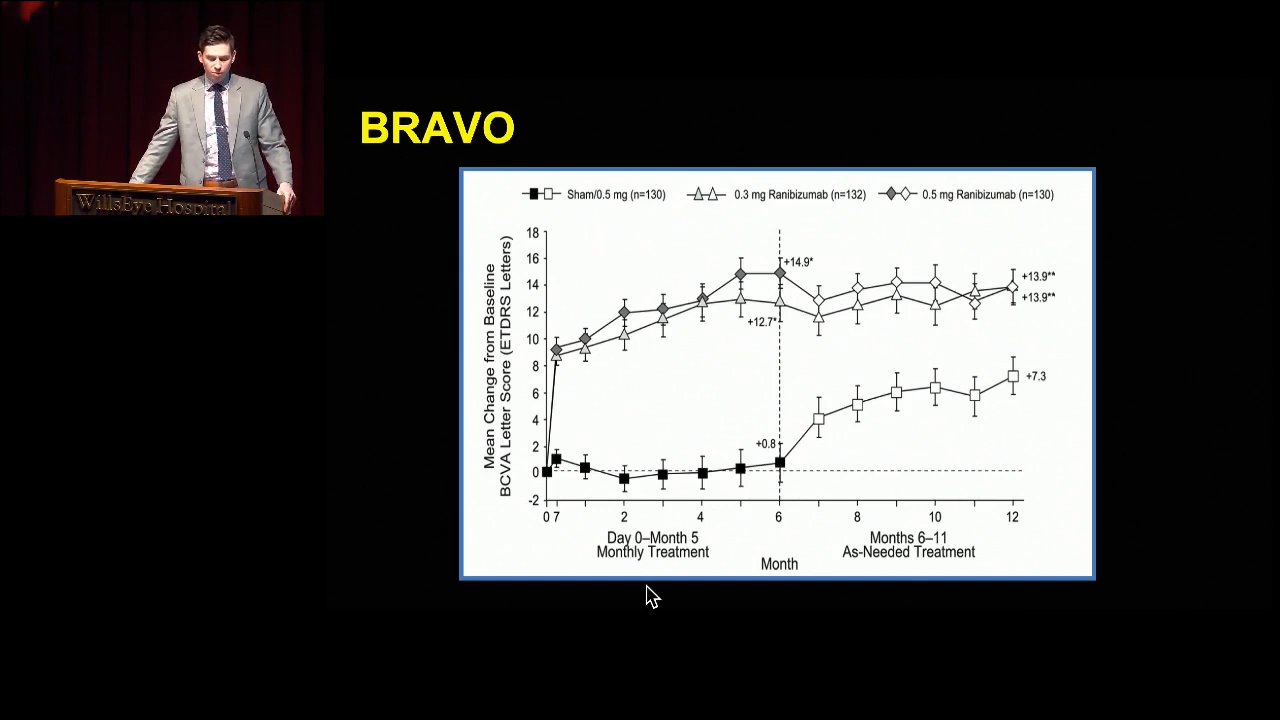 WillsEye Hospital
BRAVO
Sham/0.5 mg (n=130)
0.3 mg Ranibizumab (n=132)
0.5 mg Ranibizumab (n=130)
Mean Change from Baseline
BCVA Letter Score (ETDRS Letters)
18
16
14
12
10
8
6
4
2
0
-2
+14.9*
+12.7*
+0.8
+13.9**
+13.9**
+7.3
0 7 2 4 6 8 10 12
Day 0–Month 5
Monthly Treatment
Months 6–11
As-Needed Treatment
Month